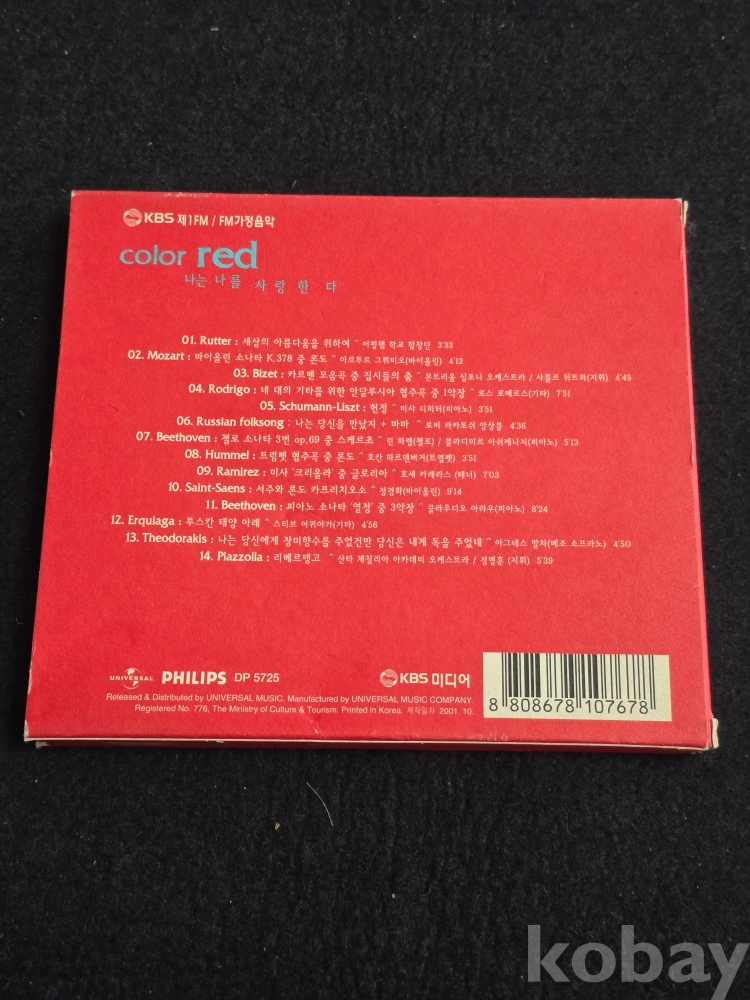 KBS 제1FM / FM가정음악
color red
나는 나를 사랑한다
01. Rutter : 세상의 아름다움을 위하여 ^ 어핑햄 학교 합창단 3'33
02. Mozart : 바이올린 소나타 K.378 중 론도 ^ 아르투르 그뤼미오(바이올린) 4'12
03. Bizet : 카르멘 모음곡 중 집시들의 춤 ^ 몬트리올 심포니 오케스트라 / 샤를르 뒤트와(지휘) 4'45
04. Rodrigo : 네 대의 기타를 위한 안달루시아 협주곡 중 1악장 ^ 로스 로메로스(기타) 7'51
05. Schumann-Liszt : 헌정 ^ 미샤 디히터(피아노) 3'51
06. Russian folksong : 나는 당신을 만났지 + 마마 ^ 로비 라카토쉬 앙상블 4'36
07. Beethoven : 첼로 소나타 3번 op.69 중 스케르초 ^ 린 하렐(첼로) / 블라디미르 아쉬케나지(피아노) 5'13
08. Hummel : 트럼펫 협주곡 중 론도 ^ 호칸 하르덴버거(트럼펫) 3'51
09. Ramirez : 미사 '크리올라' 중 글로리아 ^ 호세 카레라스 (테너) 7'03
10. Saint-Saens : 서주와 론도 카프리치오소 ^ 정경화(바이올린) 9'14
11. Beethoven : 피아노 소나타 '열정' 중 3악장 ^ 클라우디오 아라우(피아노) 8'24
12. Erquiaga : 투스칸 태양 아래 ^ 스티브 어퀴아가(기타) 4'56
13. Theodorakis : 나는 당신에게 장미향수를 주었건만 당신은 내게 독을 주었네 ^ 아그네스 발차(메조 소프라노) 4'50
14. Piazzolla : 리베르탱고 ^ 산타 체칠리아 아카데미 오케스트라 / 정명훈 (지휘) 5'39
UNIVERSAL PHILIPS DP 5725 KBS 미디어
Released & Distributed by UNIVERSAL MUSIC. Manufactured by UNIVERSAL MUSIC COMPANY.
Registered No. 776, The Ministry of Culture & Tourism. Printed in Korea. 제작일자 2001. 10.
8 808678 107678
kobay